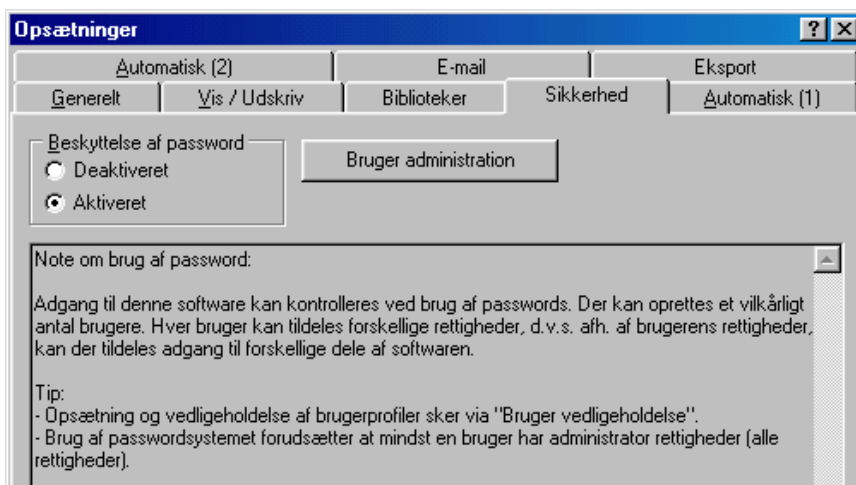 Opsætninger
Automatisk (2)
E-mail
Eksport
Generelt
Vis / Udskriv
Biblioteker
Sikkerhed
Automatisk (1)
Beskyttelse af password
Deaktiveret
Aktiveret
Bruger administration
Note om brug af password:
Adgang til denne software kan kontrolleres ved brug af passwords. Der kan oprettes et vilkårligt
antal brugere. Hver bruger kan tildeles forskellige rettigheder, d.v.s. afh. af brugerens rettigheder,
kan der tildeles adgang til forskellige dele af softwaren.
Tip:
- Opsætning og vedligeholdelse af brugerprofiler sker via "Bruger vedligeholdelse".
- Brug af passwordsystemet forudsætter at mindst en bruger har administrator rettigheder (alle
rettigheder).